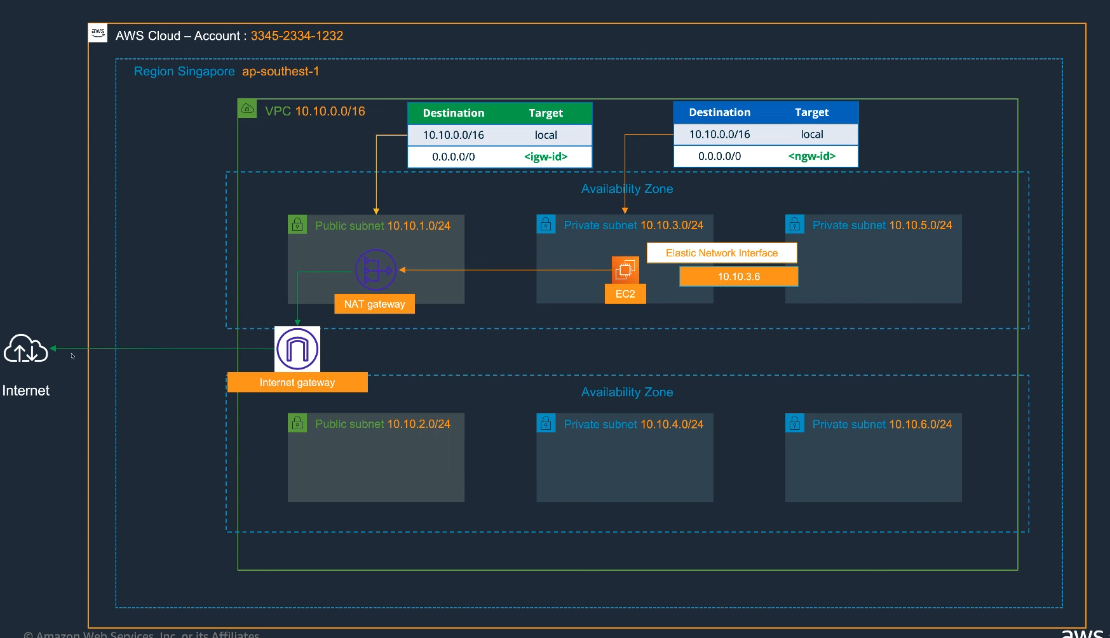 aws
AWS Cloud – Account : 3345-2334-1232
Region Singapore ap-southest-1
VPC 10.10.0.0/16
Destination Target
10.10.0.0/16 local
0.0.0.0/0 <igw-id>
Destination Target
10.10.0.0/16 local
0.0.0.0/0 <ngw-id>
Availability Zone
Public subnet 10.10.1.0/24
Private subnet 10.10.3.0/24
Private subnet 10.10.5.0/24
Elastic Network Interface
10.10.3.6
EC2
NAT gateway
Internet
Internet gateway
Availability Zone
Public subnet 10.10.2.0/24
Private subnet 10.10.4.0/24
Private subnet 10.10.6.0/24
© Amazon Web Services, Inc. or its Affiliates
aws